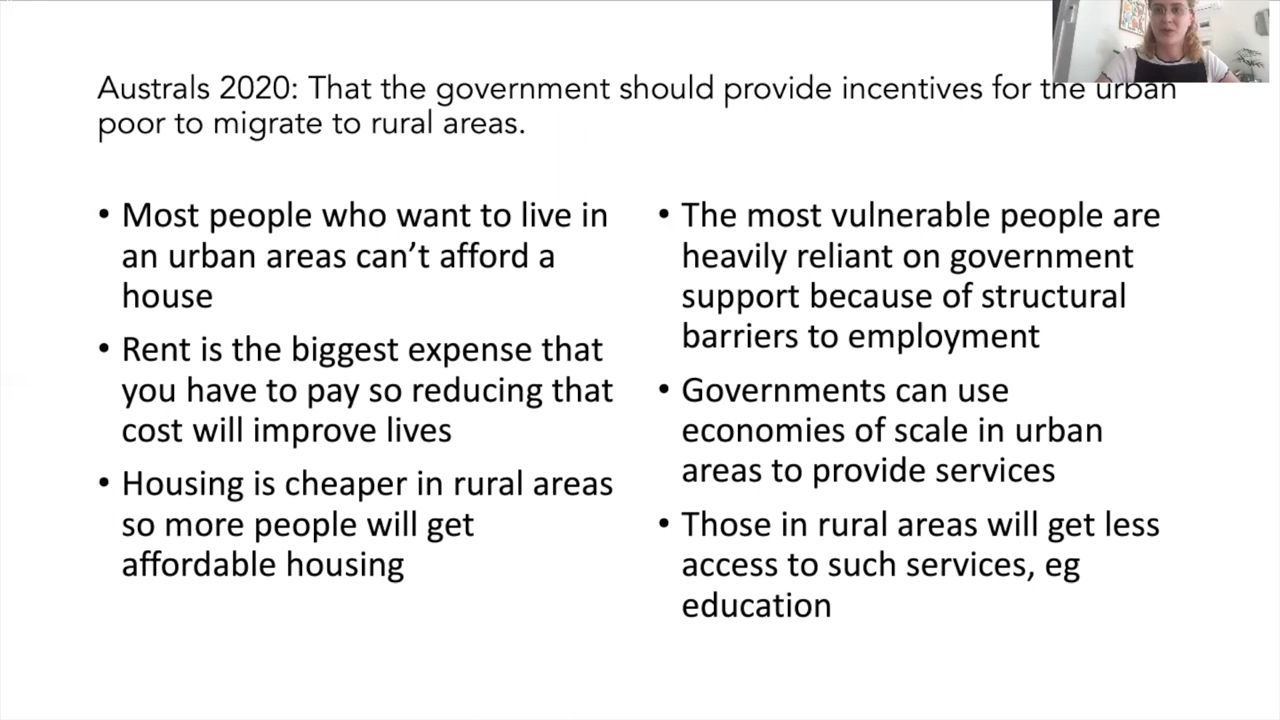 Australs 2020: That the government should provide incentives for the urban
poor to migrate to rural areas.
• Most people who want to live in
an urban areas can’t afford a
house
• Rent is the biggest expense that
you have to pay so reducing that
cost will improve lives
• Housing is cheaper in rural areas
so more people will get
affordable housing
• The most vulnerable people are
heavily reliant on government
support because of structural
barriers to employment
• Governments can use
economies of scale in urban
areas to provide services
• Those in rural areas will get less
access to such services, eg
education